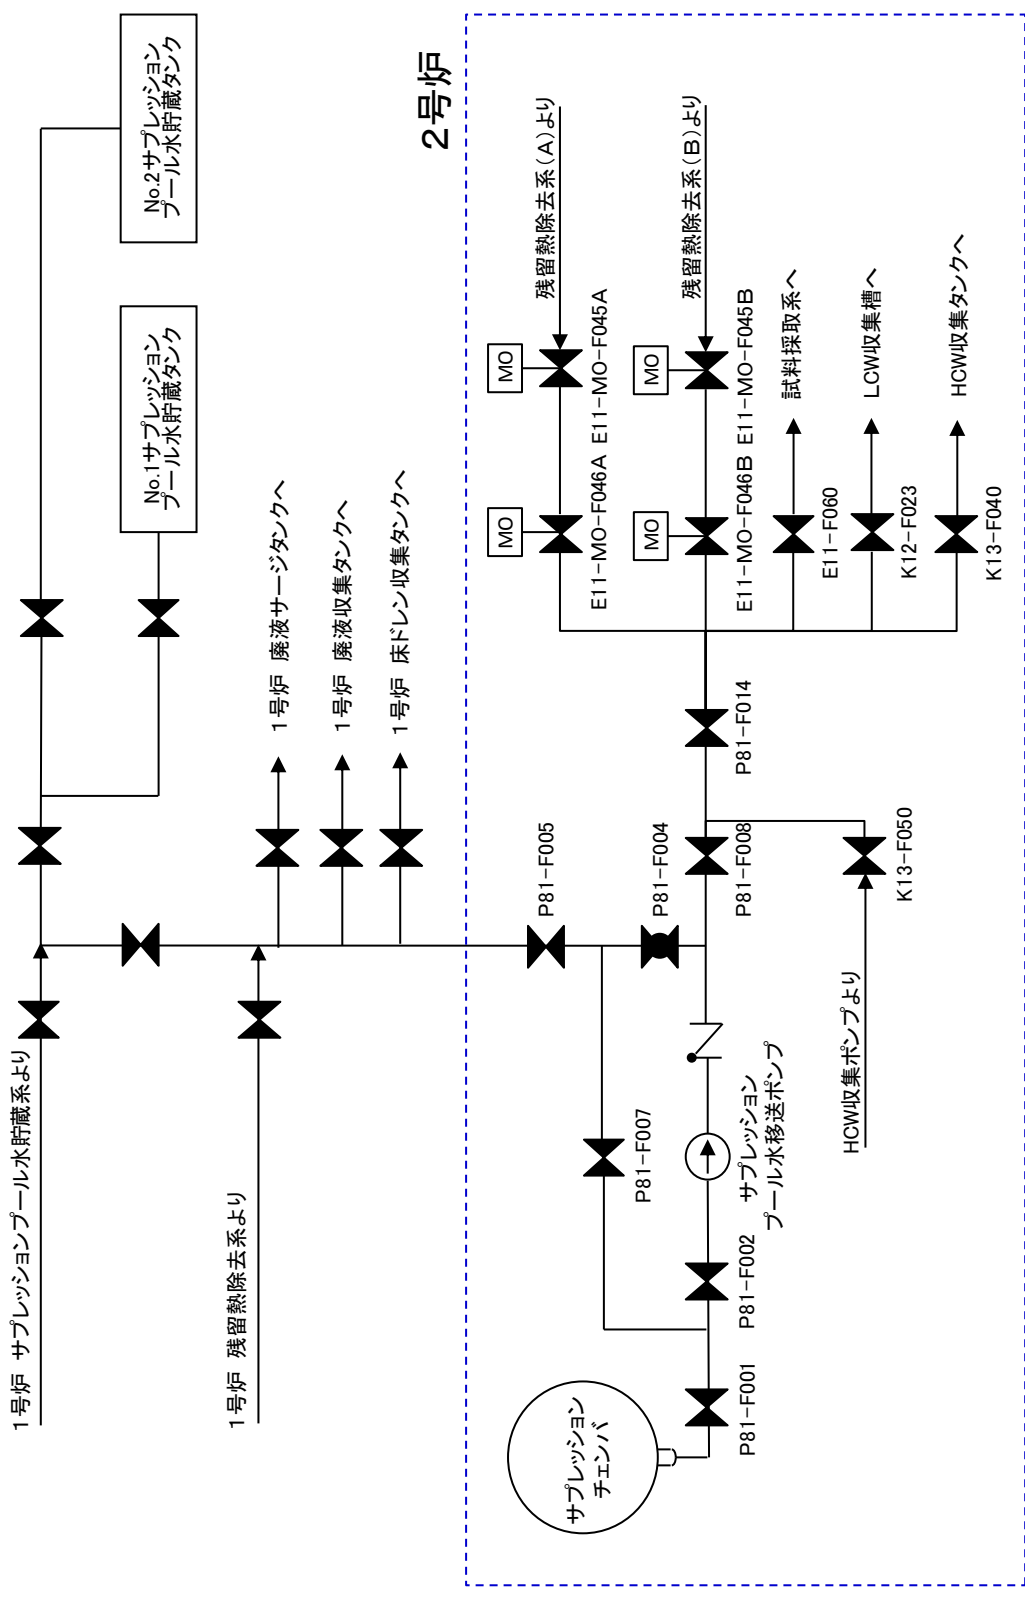 1号炉 サプレッションプール水貯蔵系より
1号炉 残留熱除去系より
No.2サプレッション
プール水貯蔵タンク
No.1サプレッション
プール水貯蔵タンク
1号炉 廃液サージタンクへ
1号炉 廃液収集タンクへ
1号炉 床ドレン収集タンクへ
2号炉
サプレッション
チェンバ
P81-F001
P81-F002
P81-F007
サプレッション
プール水移送ポンプ
P81-F005
P81-F004
P81-F008
HCW収集ポンプより
K13-F050
P81-F014
MO
E11-MO-F046A
MO
E11-MO-F045A
残留熱除去系(A)より
MO
E11-MO-F046B
MO
E11-MO-F045B
残留熱除去系(B)より
E11-F060
試料採取系へ
K12-F023
LCW収集槽へ
K13-F040
HCW収集タンクへ